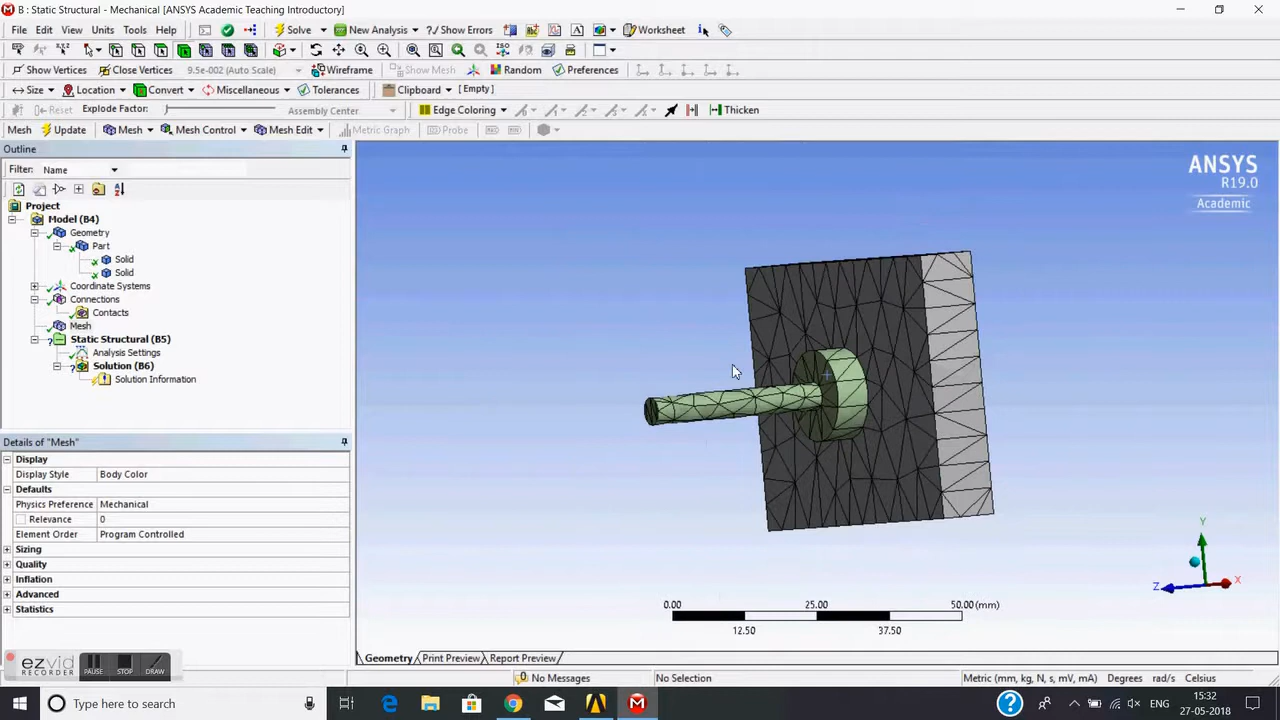 B : Static Structural - Mechanical [ANSYS Academic Teaching Introductory]
File Edit View Units Tools Help Solve New Analysis Show Errors Worksheet
Show Vertices Close Vertices 9.5e-002 (Auto Scale) Wireframe Show Mesh Random Preferences
Size Location Convert Miscellaneous Tolerances Clipboard [Empty]
Reset Explode Factor: Assembly Center Edge Coloring Thicken
Mesh Update Mesh Mesh Control Mesh Edit Metric Graph Probe
Outline
Filter: Name
Project
Model (B4)
Geometry
Part
Solid
Solid
Coordinate Systems
Connections
Contacts
Mesh
Static Structural (B5)
Analysis Settings
Solution (B6)
Solution Information
Details of "Mesh"
Display
Display Style Body Color
Defaults
Physics Preference Mechanical
Relevance 0
Element Order Program Controlled
Sizing
Quality
Inflation
Advanced
Statistics
ANSYS
R19.0
Academic
Y
X
Z
0.00 25.00 50.00 (mm)
12.50 37.50
Geometry Print Preview Report Preview
ezvid
RECORDER
PAUSE STOP DRAW
0 No Messages No Selection Metric (mm, kg, N, s, mV, mA) Degrees rad/s Celsius
Type here to search
ENG
15:32
27-05-2018